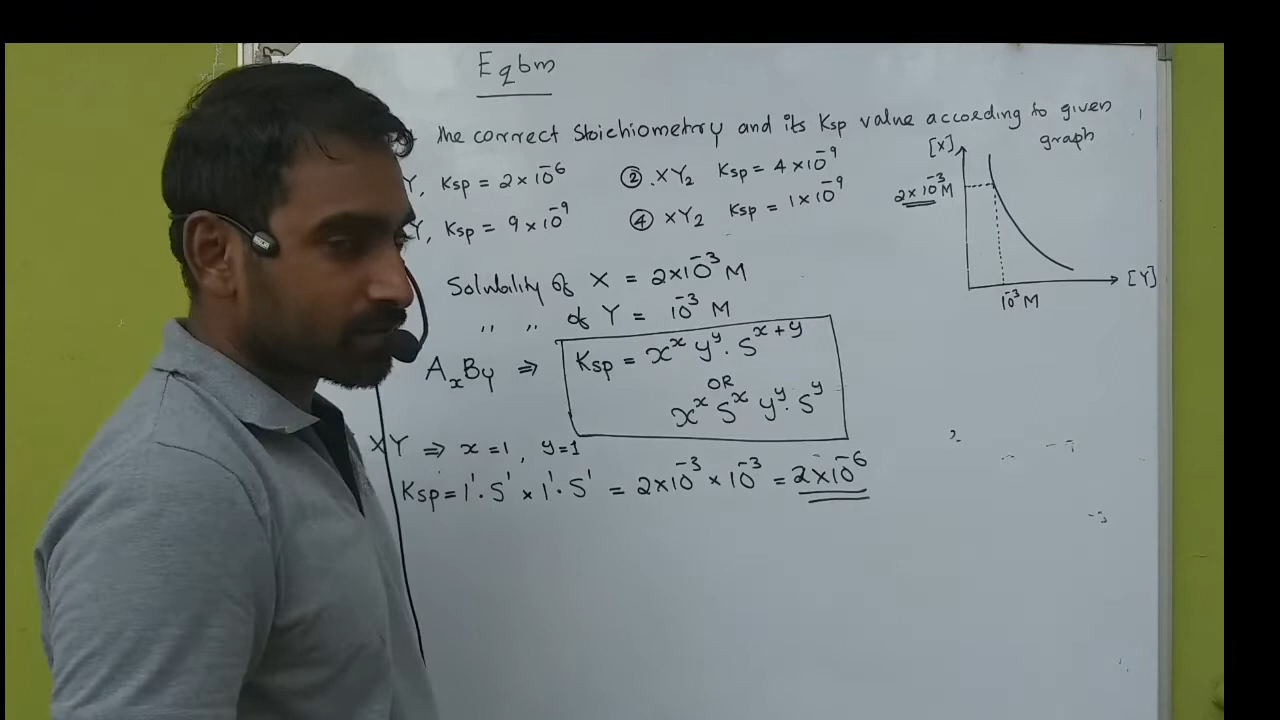 Eqbm
the correct Stoichiometry and its Ksp value according to given
graph
Y, Ksp = 2×10⁻⁶ ② XY₂ Ksp = 4×10⁻⁹
Y, Ksp = 9×10⁻⁹ ④ XY₂ Ksp = 1×10⁻⁹
[X]
2×10⁻³ M
[Y]
10⁻³ M
Solubality of X = 2×10⁻³ M
,, ,, of Y = 10⁻³ M
AₓBy ⇒ Ksp = xˣ yʸ. Sˣ⁺ʸ
OR
xˣ Sˣ yʸ. Sʸ
XY ⇒ x = 1, y = 1
Ksp = 1¹. S¹ × 1¹. S¹ = 2×10⁻³ × 10⁻³ = 2×10⁻⁶